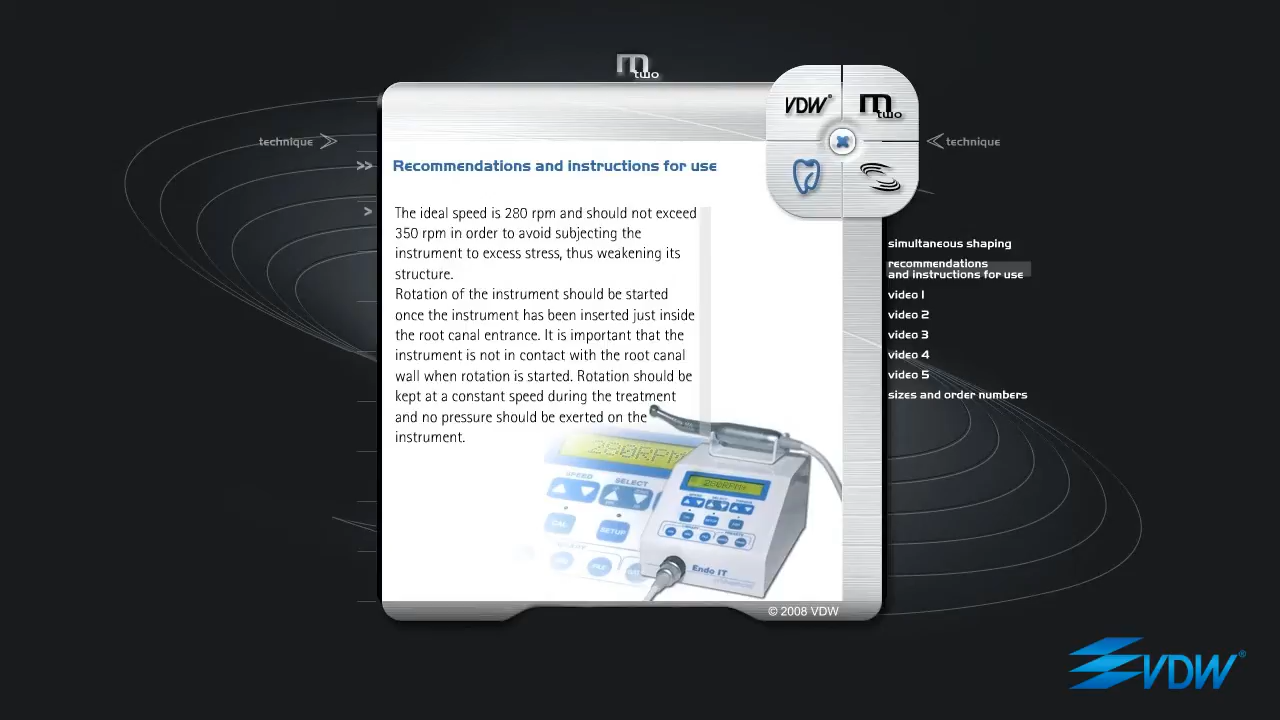 m
two
VDW®
m
two
technique
technique
Recommendations and instructions for use
The ideal speed is 280 rpm and should not exceed
350 rpm in order to avoid subjecting the
instrument to excess stress, thus weakening its
structure.
Rotation of the instrument should be started
once the instrument has been inserted just inside
the root canal entrance. It is important that the
instrument is not in contact with the root canal
wall when rotation is started. Rotation should be
kept at a constant speed during the treatment
and no pressure should be exerted on the
instrument.
simultaneous shaping
recommendations
and instructions for use
video 1
video 2
video 3
video 4
video 5
sizes and order numbers
280RPM
SPEED
SELECT
CAL
SETUP
280RPM
Endo IT
© 2008 VDW
VDW®